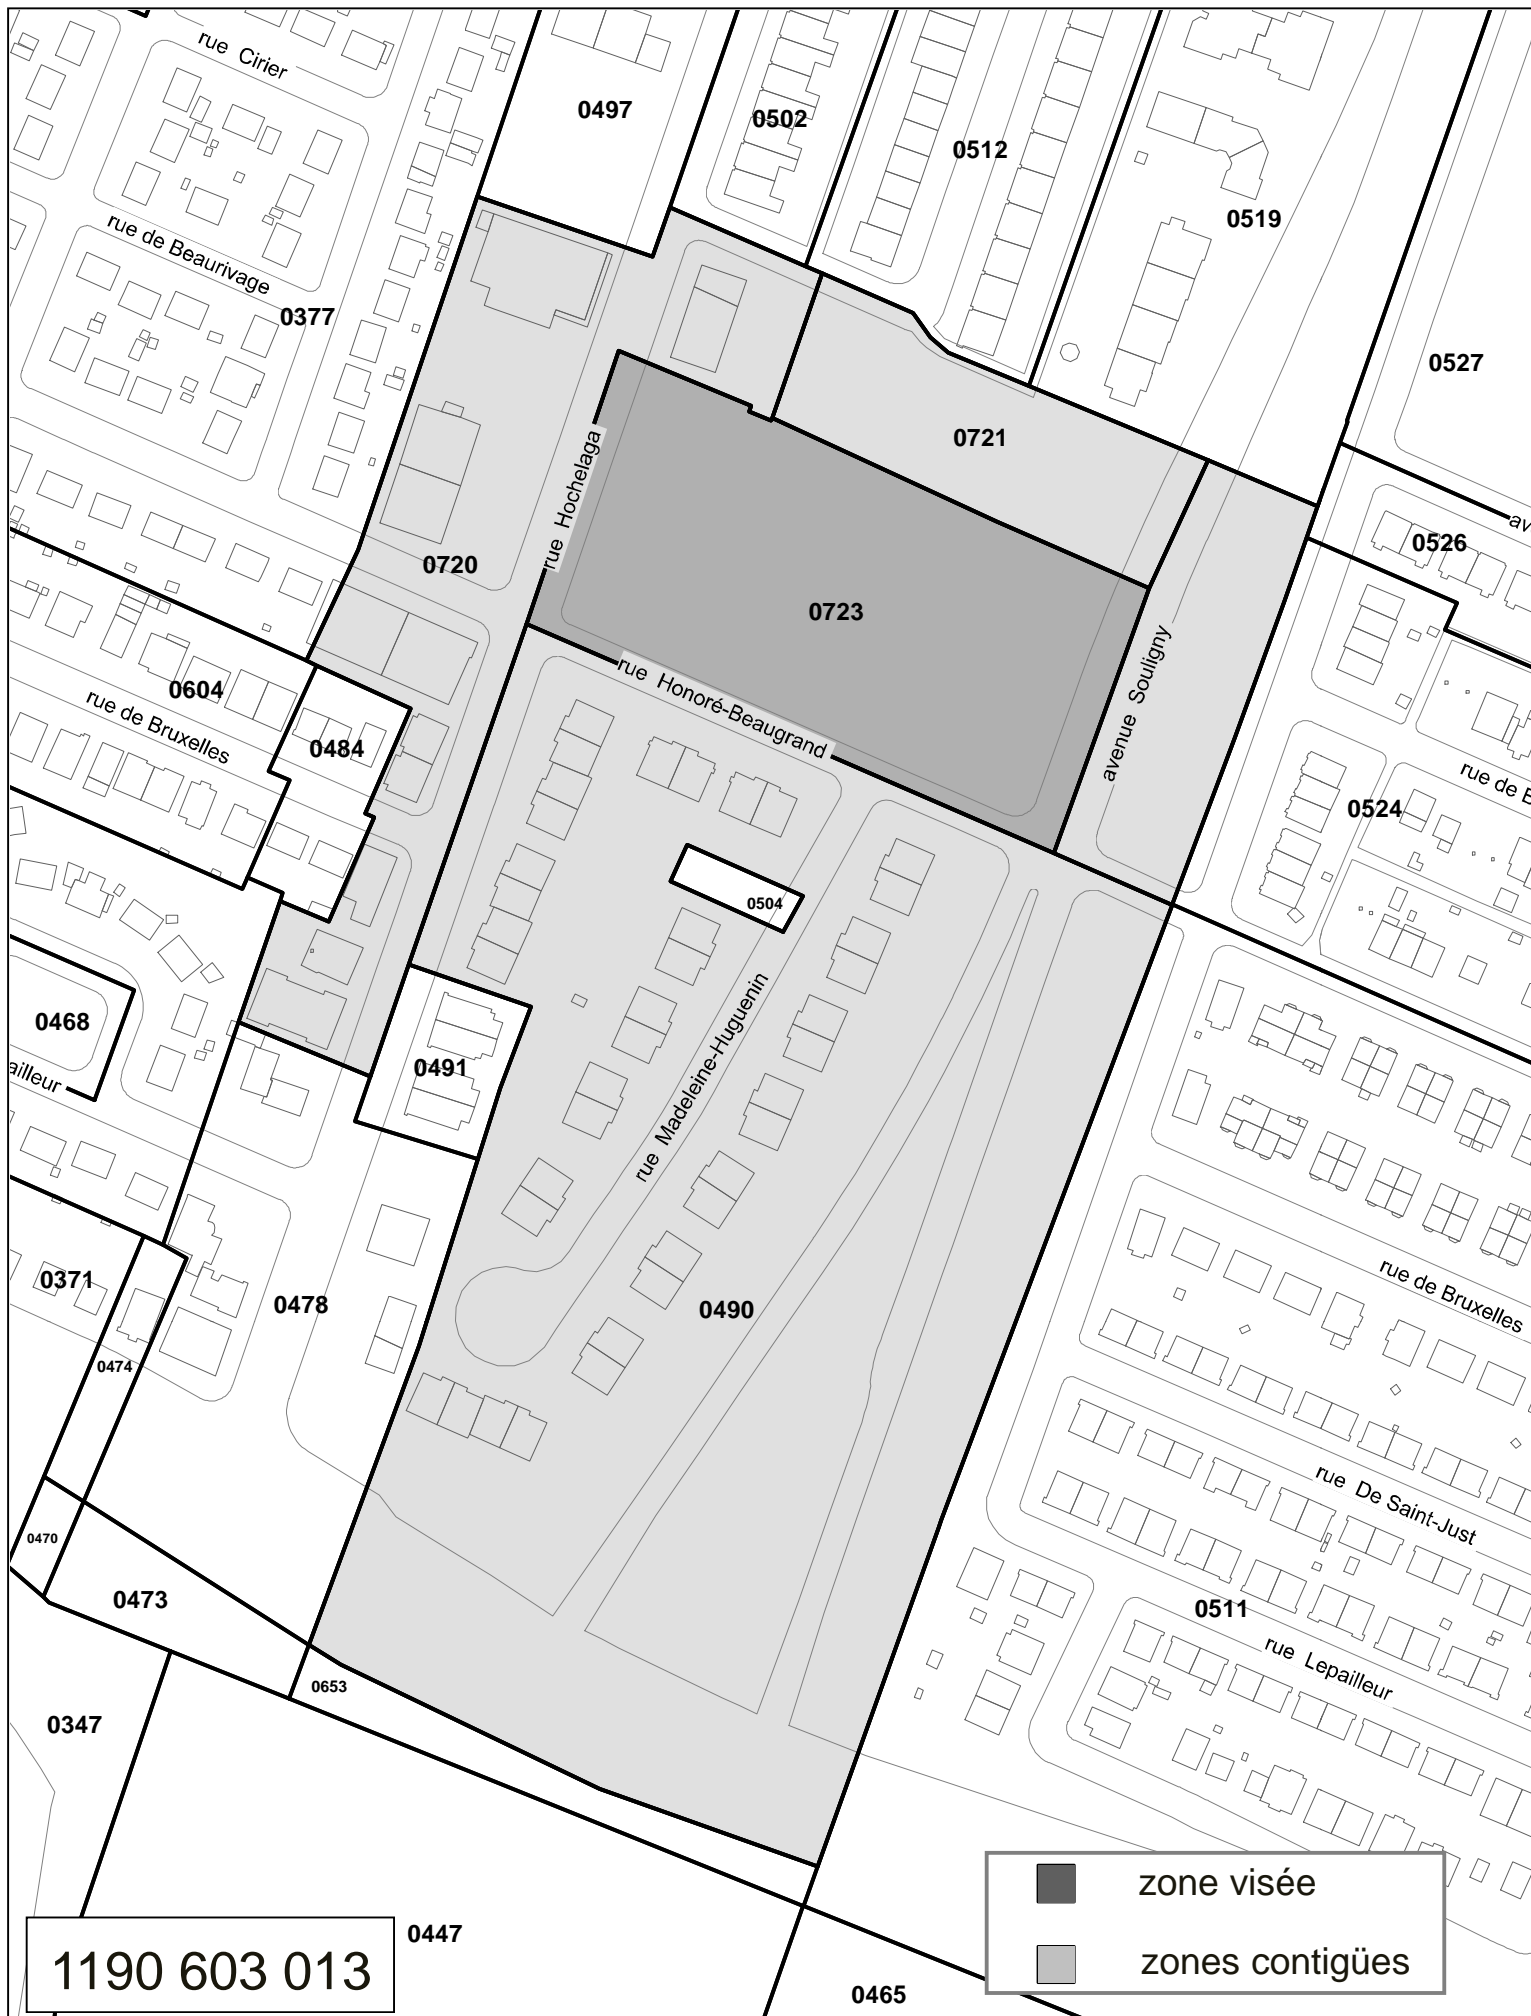 rue Cirier
0497
0502
0512
0519
rue de Beaurivage
0377
0527
0721
rue Hochelaga
av
0526
0720
0723
0604
rue de Bruxelles
0484
rue Honoré-Beaugrand
avenue Souligny
rue de B
0524
0504
0468
ailleur
0491
rue Madeleine-Huguenin
0371
0478
0490
rue de Bruxelles
0474
rue De Saint-Just
0470
0473
0511
rue Lepailleur
0653
0347
zone visée
0447
zones contigües
1190 603 013
0465